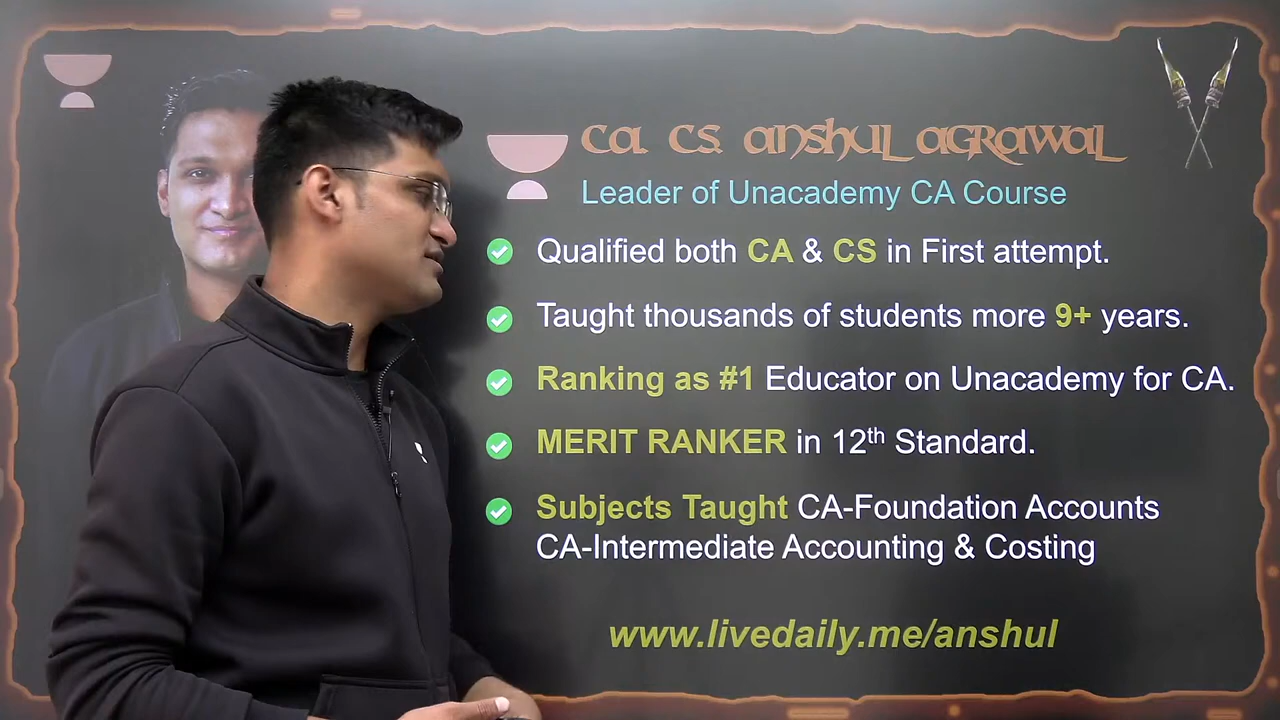 CA. CS. ANSHUL AGRAWAL
Leader of Unacademy CA Course
Qualified both CA & CS in First attempt.
Taught thousands of students more 9+ years.
Ranking as #1 Educator on Unacademy for CA.
MERIT RANKER in 12th Standard.
Subjects Taught CA-Foundation Accounts
CA-Intermediate Accounting & Costing
www.livedaily.me/anshul